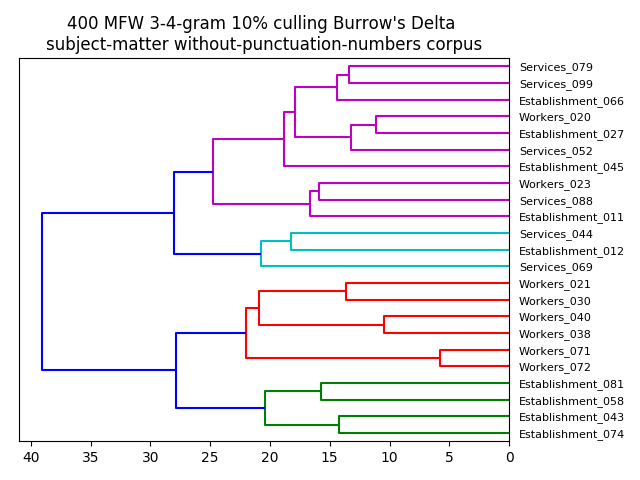 400 MFW 3-4-gram 10% culling Burrow's Delta
subject-matter without-punctuation-numbers corpus
Services_079
Services_099
Establishment_066
Workers_020
Establishment_027
Services_052
Establishment_045
Workers_023
Services_088
Establishment_011
Services_044
Establishment_012
Services_069
Workers_021
Workers_030
Workers_040
Workers_038
Workers_071
Workers_072
Establishment_081
Establishment_058
Establishment_043
Establishment_074
40 35 30 25 20 15 10 5 0